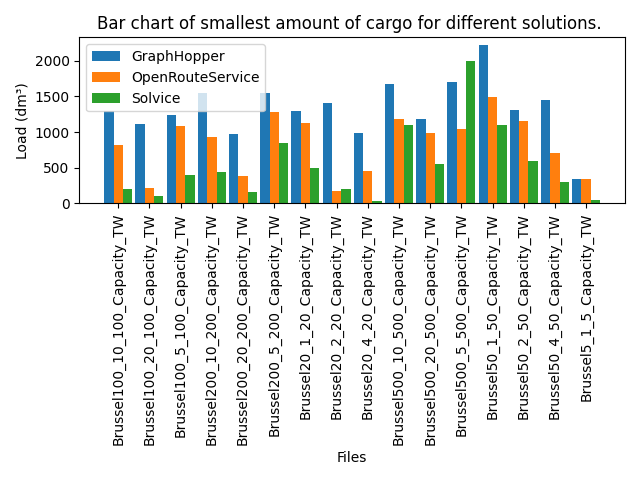 Bar chart of smallest amount of cargo for different solutions.
GraphHopper
OpenRouteService
Solvice
Load (dm³)
2000
1500
1000
500
0
Brussel100_10_100_Capacity_TW
Brussel100_20_100_Capacity_TW
Brussel100_5_100_Capacity_TW
Brussel200_10_200_Capacity_TW
Brussel200_20_200_Capacity_TW
Brussel200_5_200_Capacity_TW
Brussel20_1_20_Capacity_TW
Brussel20_2_20_Capacity_TW
Brussel20_4_20_Capacity_TW
Brussel500_10_500_Capacity_TW
Brussel500_20_500_Capacity_TW
Brussel500_5_500_Capacity_TW
Brussel50_1_50_Capacity_TW
Brussel50_2_50_Capacity_TW
Brussel50_4_50_Capacity_TW
Brussel5_1_5_Capacity_TW
Files